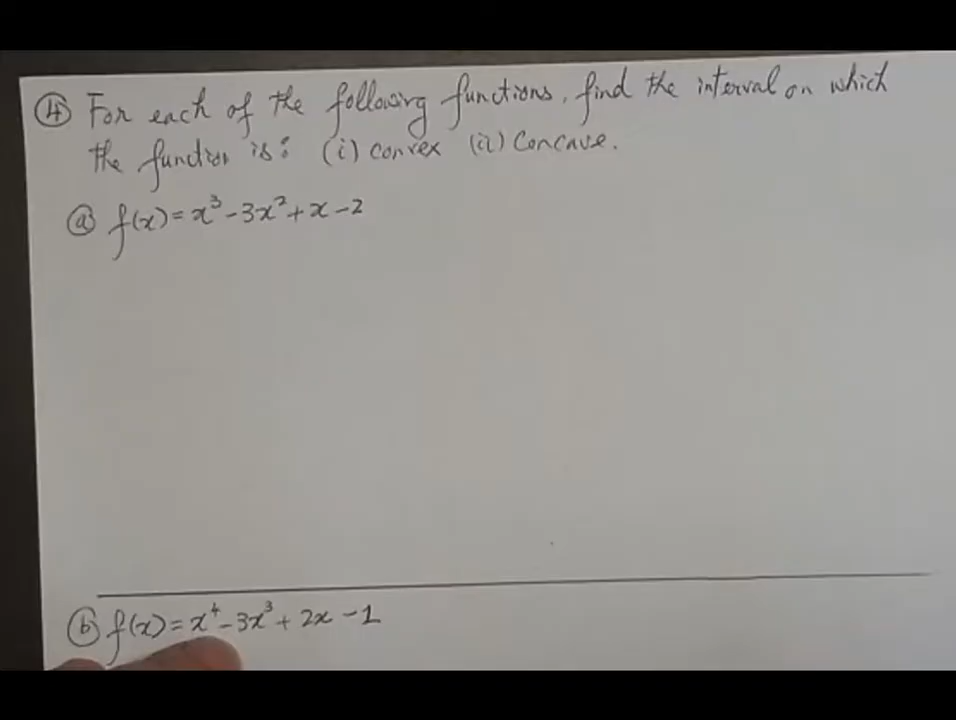 ④ For each of the following functions, find the interval on which
the function is: (i) convex (ii) Concave.
ⓐ f(x) = x³ - 3x² + x - 2
ⓑ f(x) = x⁴ - 3x³ + 2x - 1